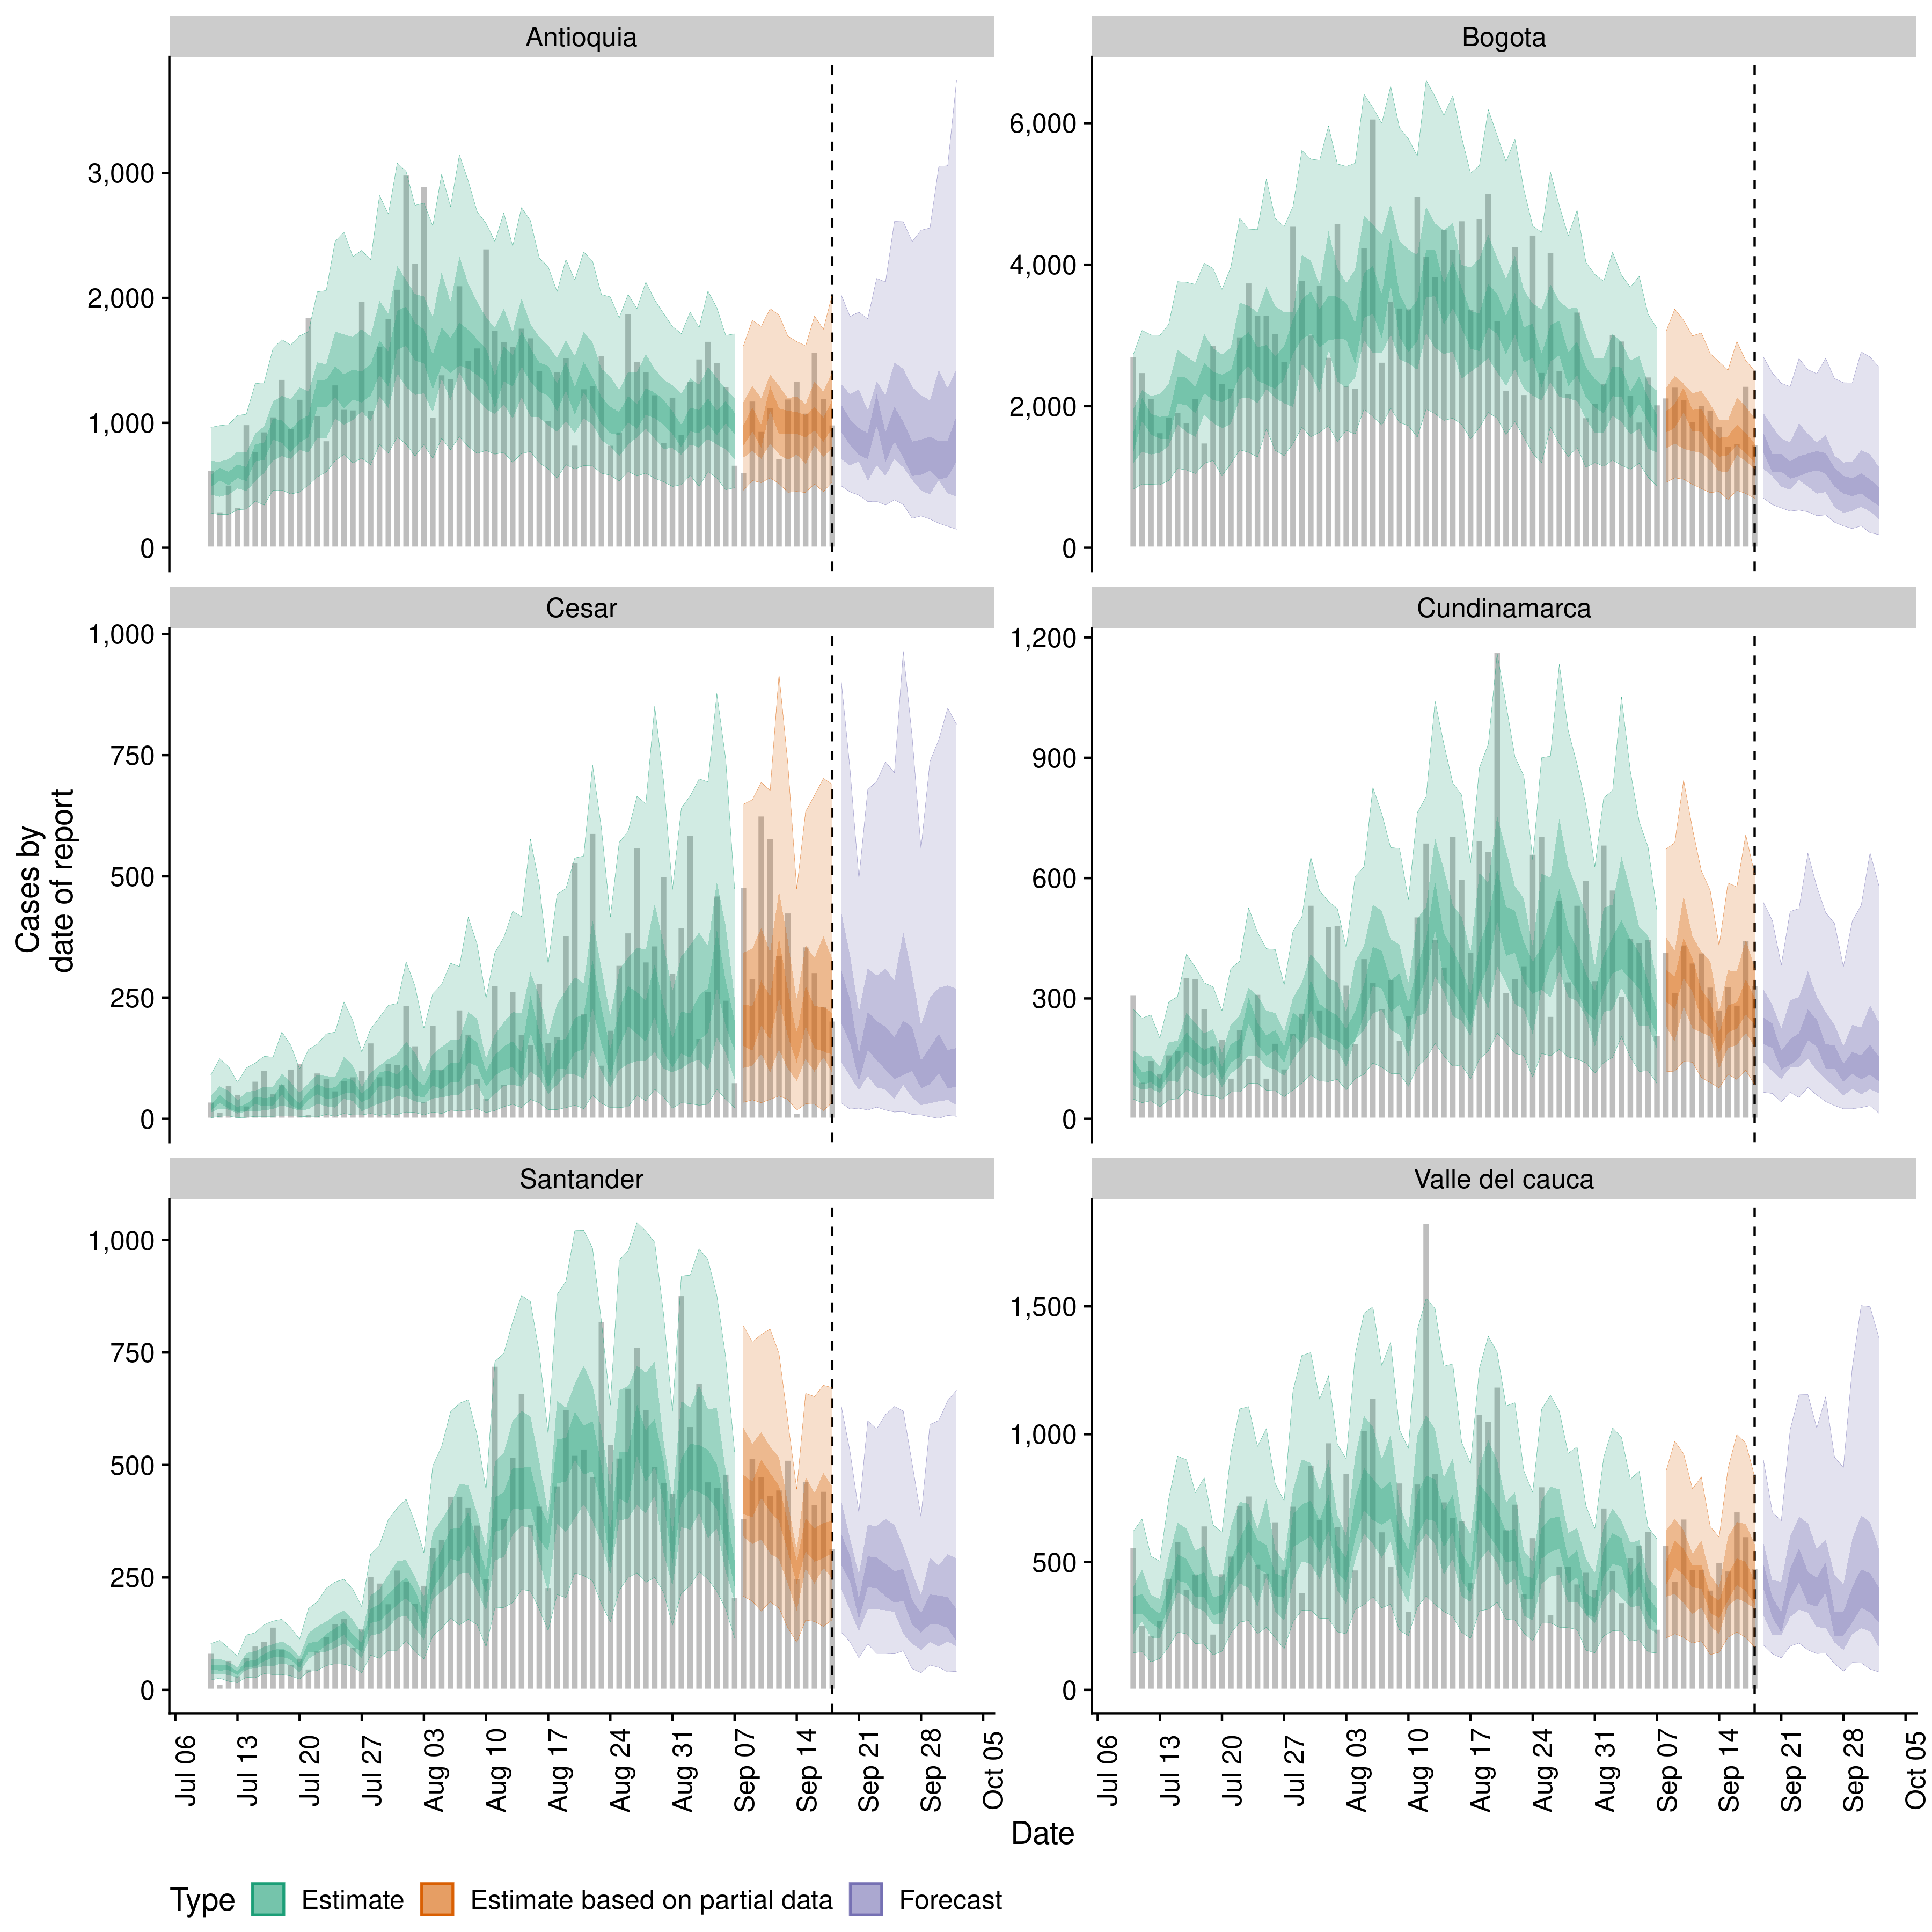 Antioquia
Bogota
3,000
2,000
1,000
0
6,000
4,000
2,000
0
Cesar
Cundinamarca
1,000
750
500
250
0
1,200
900
600
300
0
Cases by
date of report
Santander
Valle del cauca
1,000
750
500
250
0
1,500
1,000
500
0
Jul 06
Jul 13
Jul 20
Jul 27
Aug 03
Aug 10
Aug 17
Aug 24
Aug 31
Sep 07
Sep 14
Sep 21
Sep 28
Oct 05
Jul 06
Jul 13
Jul 20
Jul 27
Aug 03
Aug 10
Aug 17
Aug 24
Aug 31
Sep 07
Sep 14
Sep 21
Sep 28
Oct 05
Date
Type Estimate Estimate based on partial data Forecast